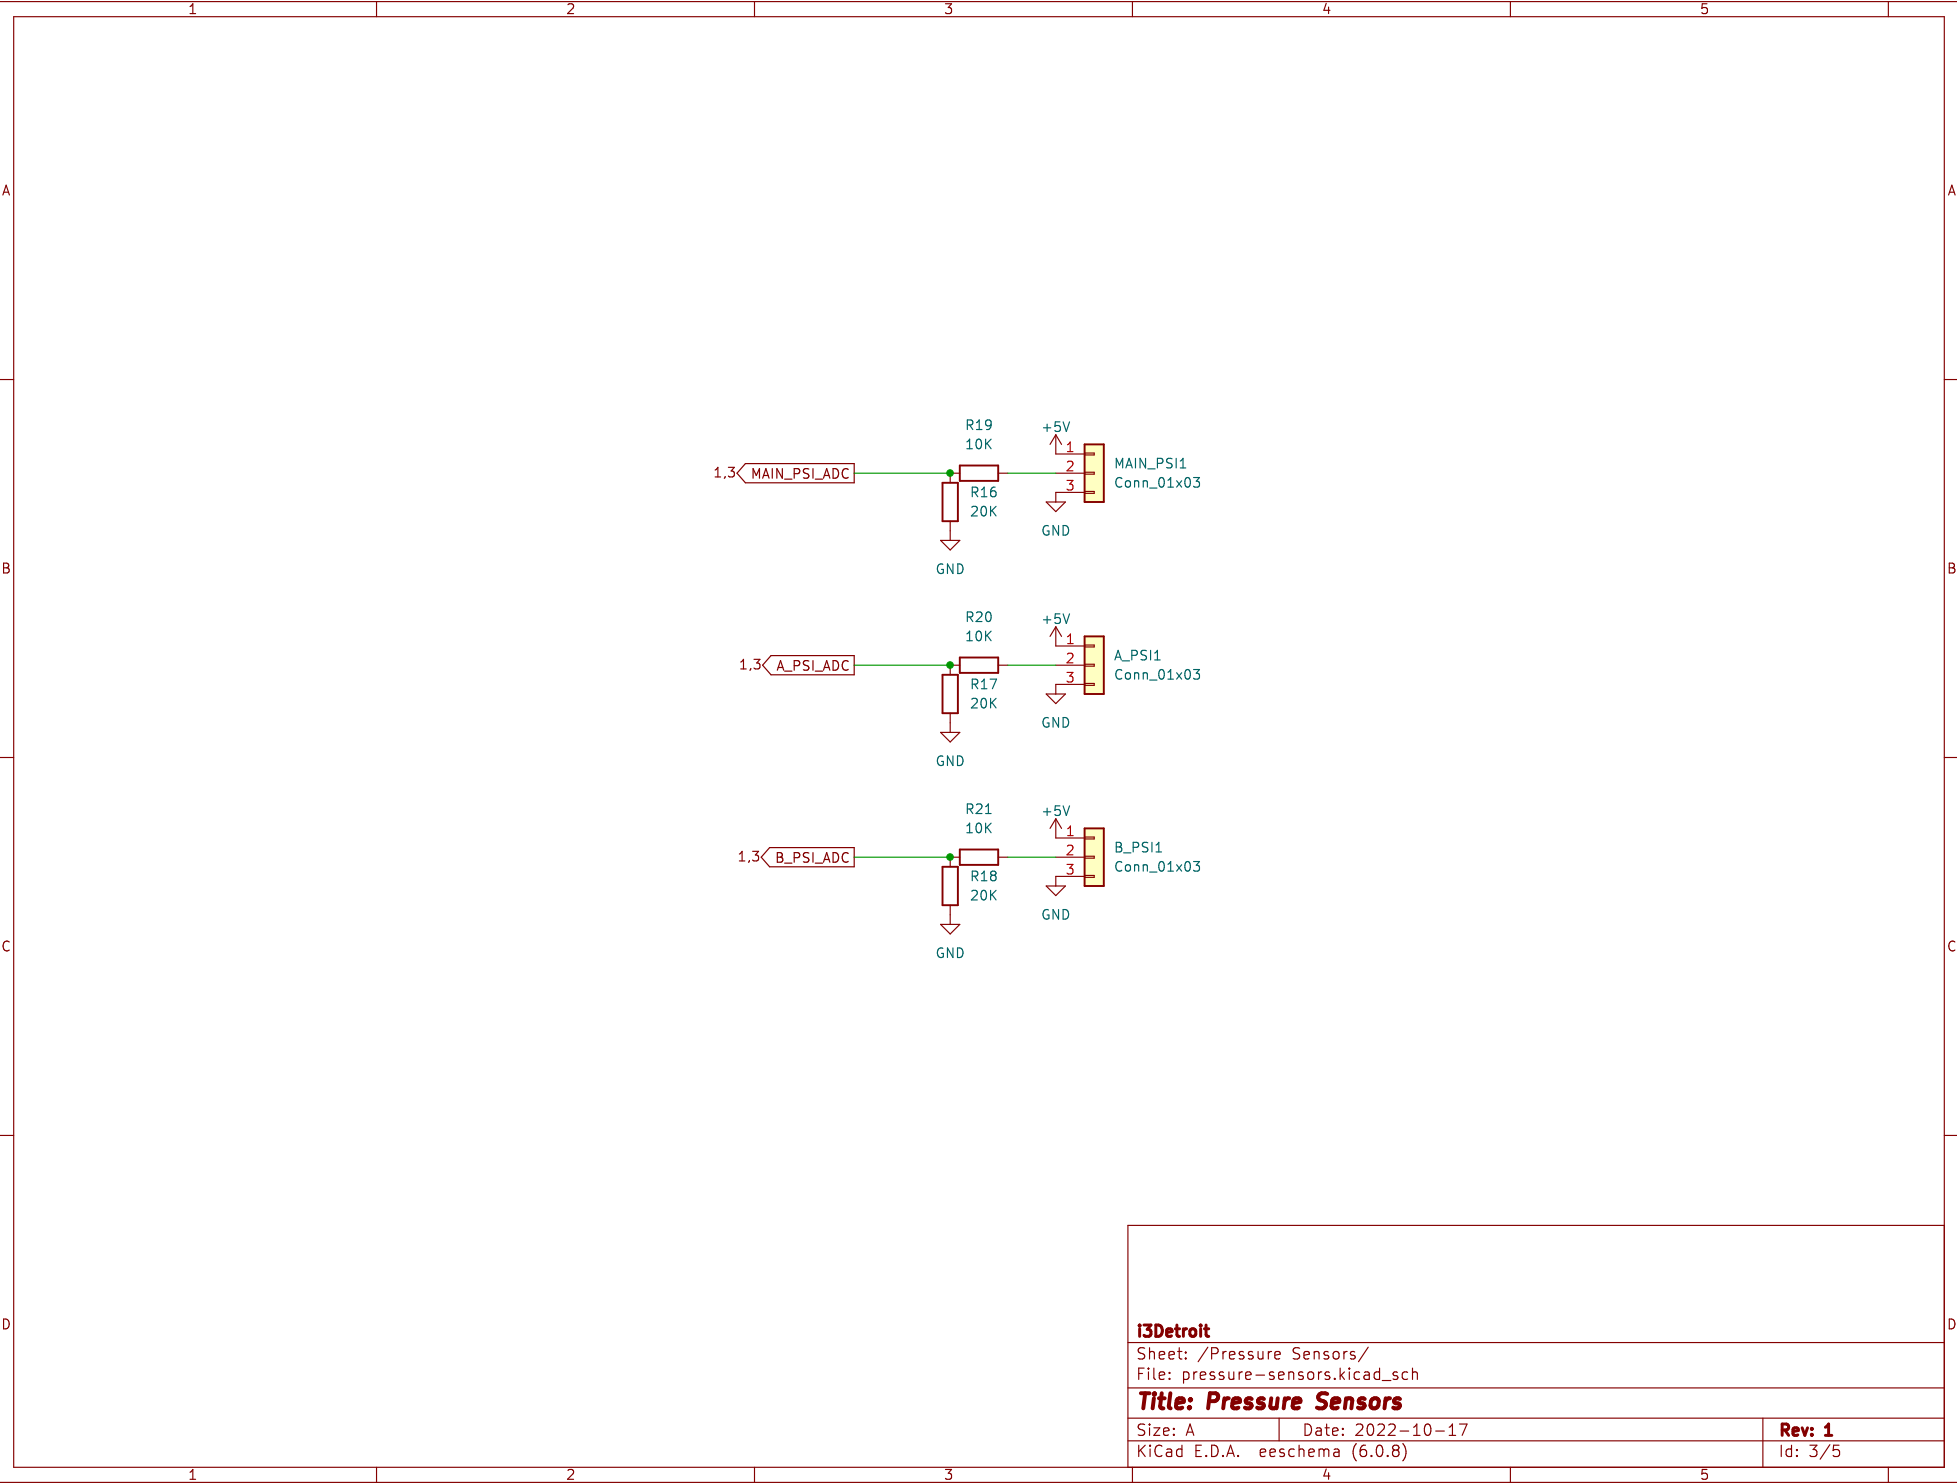 1 2 3 4 5
A A
R19
10K
+5V
1,3 MAIN_PSI_ADC
1
2
3
MAIN_PSI1
Conn_01x03
R16
20K
GND
GND
B B
R20
10K
+5V
1,3 A_PSI_ADC
1
2
3
A_PSI1
Conn_01x03
R17
20K
GND
GND
R21
10K
+5V
1,3 B_PSI_ADC
1
2
3
B_PSI1
Conn_01x03
R18
20K
GND
GND
C C
D D
i3Detroit
Sheet: /Pressure Sensors/
File: pressure-sensors.kicad_sch
Title: Pressure Sensors
Size: A Date: 2022-10-17 Rev: 1
KiCad E.D.A. eeschema (6.0.8) Id: 3/5
1 2 3 4 5